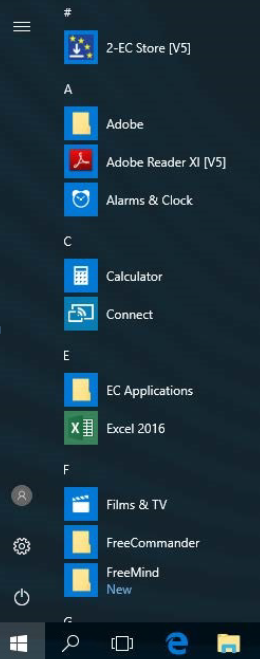 #
2-EC Store [V5]
A
Adobe
Adobe Reader XI [V5]
Alarms & Clock
C
Calculator
Connect
E
EC Applications
Excel 2016
F
Films & TV
FreeCommander
FreeMind
New
G